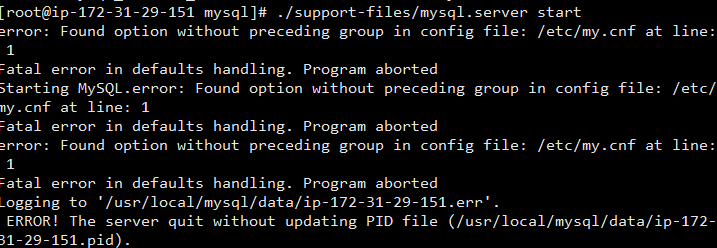 [root@ip-172-31-29-151 mysql]# ./support-files/mysql.server start
error: Found option without preceding group in config file: /etc/my.cnf at line:
 1
Fatal error in defaults handling. Program aborted
Starting MySQL.error: Found option without preceding group in config file: /etc/
my.cnf at line: 1
Fatal error in defaults handling. Program aborted
error: Found option without preceding group in config file: /etc/my.cnf at line:
 1
Fatal error in defaults handling. Program aborted
Logging to '/usr/local/mysql/data/ip-172-31-29-151.err'.
 ERROR! The server quit without updating PID file (/usr/local/mysql/data/ip-172-
31-29-151.pid).